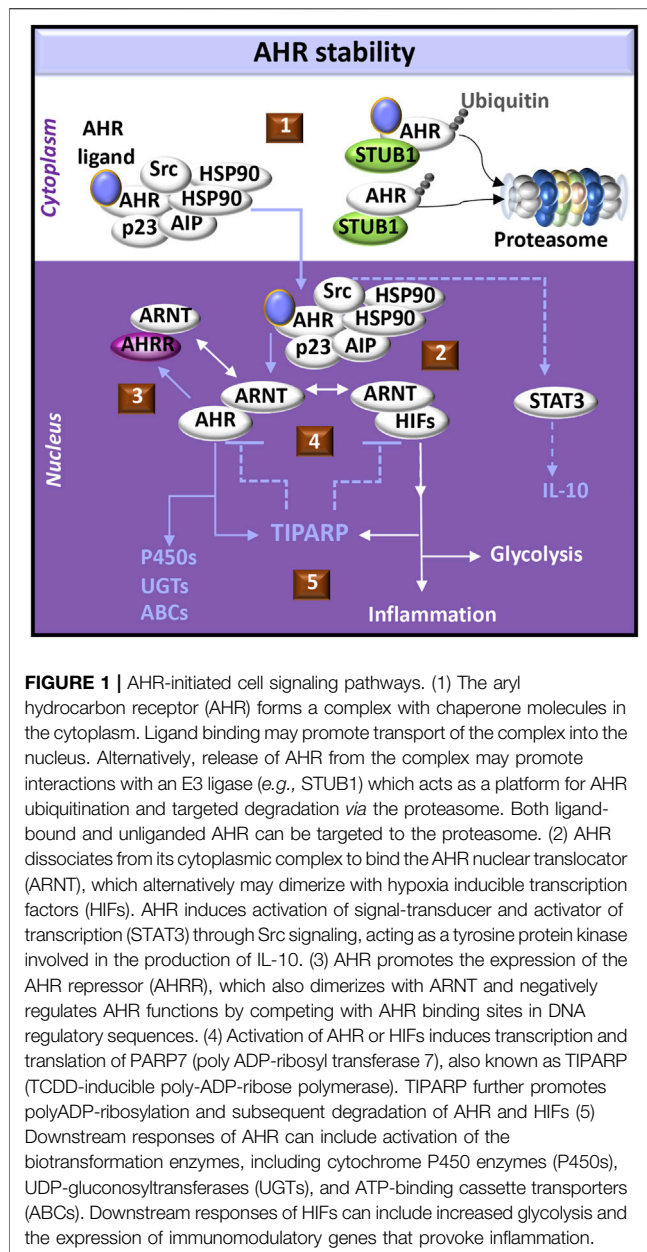 AHR stability
Cytoplasm
1
AHR
ligand
Src
HSP90
AHR
HSP90
p23
AIP
Ubiquitin
AHR
STUB1
AHR
STUB1
Proteasome
Nucleus
ARNT
AHRR
Src
HSP90
AHR
HSP90
p23
AIP
2
3
ARNT
AHR
ARNT
HIFs
STAT3
4
IL-10
TIPARP
P450s
UGTs
ABCs
5
Glycolysis
Inflammation
FIGURE 1 | AHR-initiated cell signaling pathways. (1) The aryl
hydrocarbon receptor (AHR) forms a complex with chaperone molecules in
the cytoplasm. Ligand binding may promote transport of the complex into the
nucleus. Alternatively, release of AHR from the complex may promote
interactions with an E3 ligase (e.g., STUB1) which acts as a platform for AHR
ubiquitination and targeted degradation via the proteasome. Both ligand-
bound and unliganded AHR can be targeted to the proteasome. (2) AHR
dissociates from its cytoplasmic complex to bind the AHR nuclear translocator
(ARNT), which alternatively may dimerize with hypoxia inducible transcription
factors (HIFs). AHR induces activation of signal-transducer and activator of
transcription (STAT3) through Src signaling, acting as a tyrosine protein kinase
involved in the production of IL-10. (3) AHR promotes the expression of the
AHR repressor (AHRR), which also dimerizes with ARNT and negatively
regulates AHR functions by competing with AHR binding sites in DNA
regulatory sequences. (4) Activation of AHR or HIFs induces transcription and
translation of PARP7 (poly ADP-ribosyl transferase 7), also known as TIPARP
(TCDD-inducible poly-ADP-ribose polymerase). TIPARP further promotes
polyADP-ribosylation and subsequent degradation of AHR and HIFs (5)
Downstream responses of AHR can include activation of the
biotransformation enzymes, including cytochrome P450 enzymes (P450s),
UDP-gluconosyltransferases (UGTs), and ATP-binding cassette transporters
(ABCs). Downstream responses of HIFs can include increased glycolysis and
the expression of immunomodulatory genes that provoke inflammation.